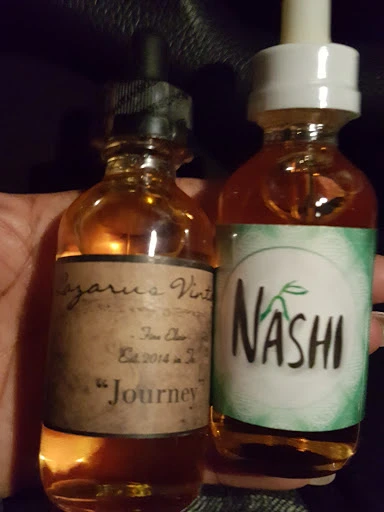 Lazarus Vint
Fine Elixir
Est. 2014 in
"Journey"
NASHI